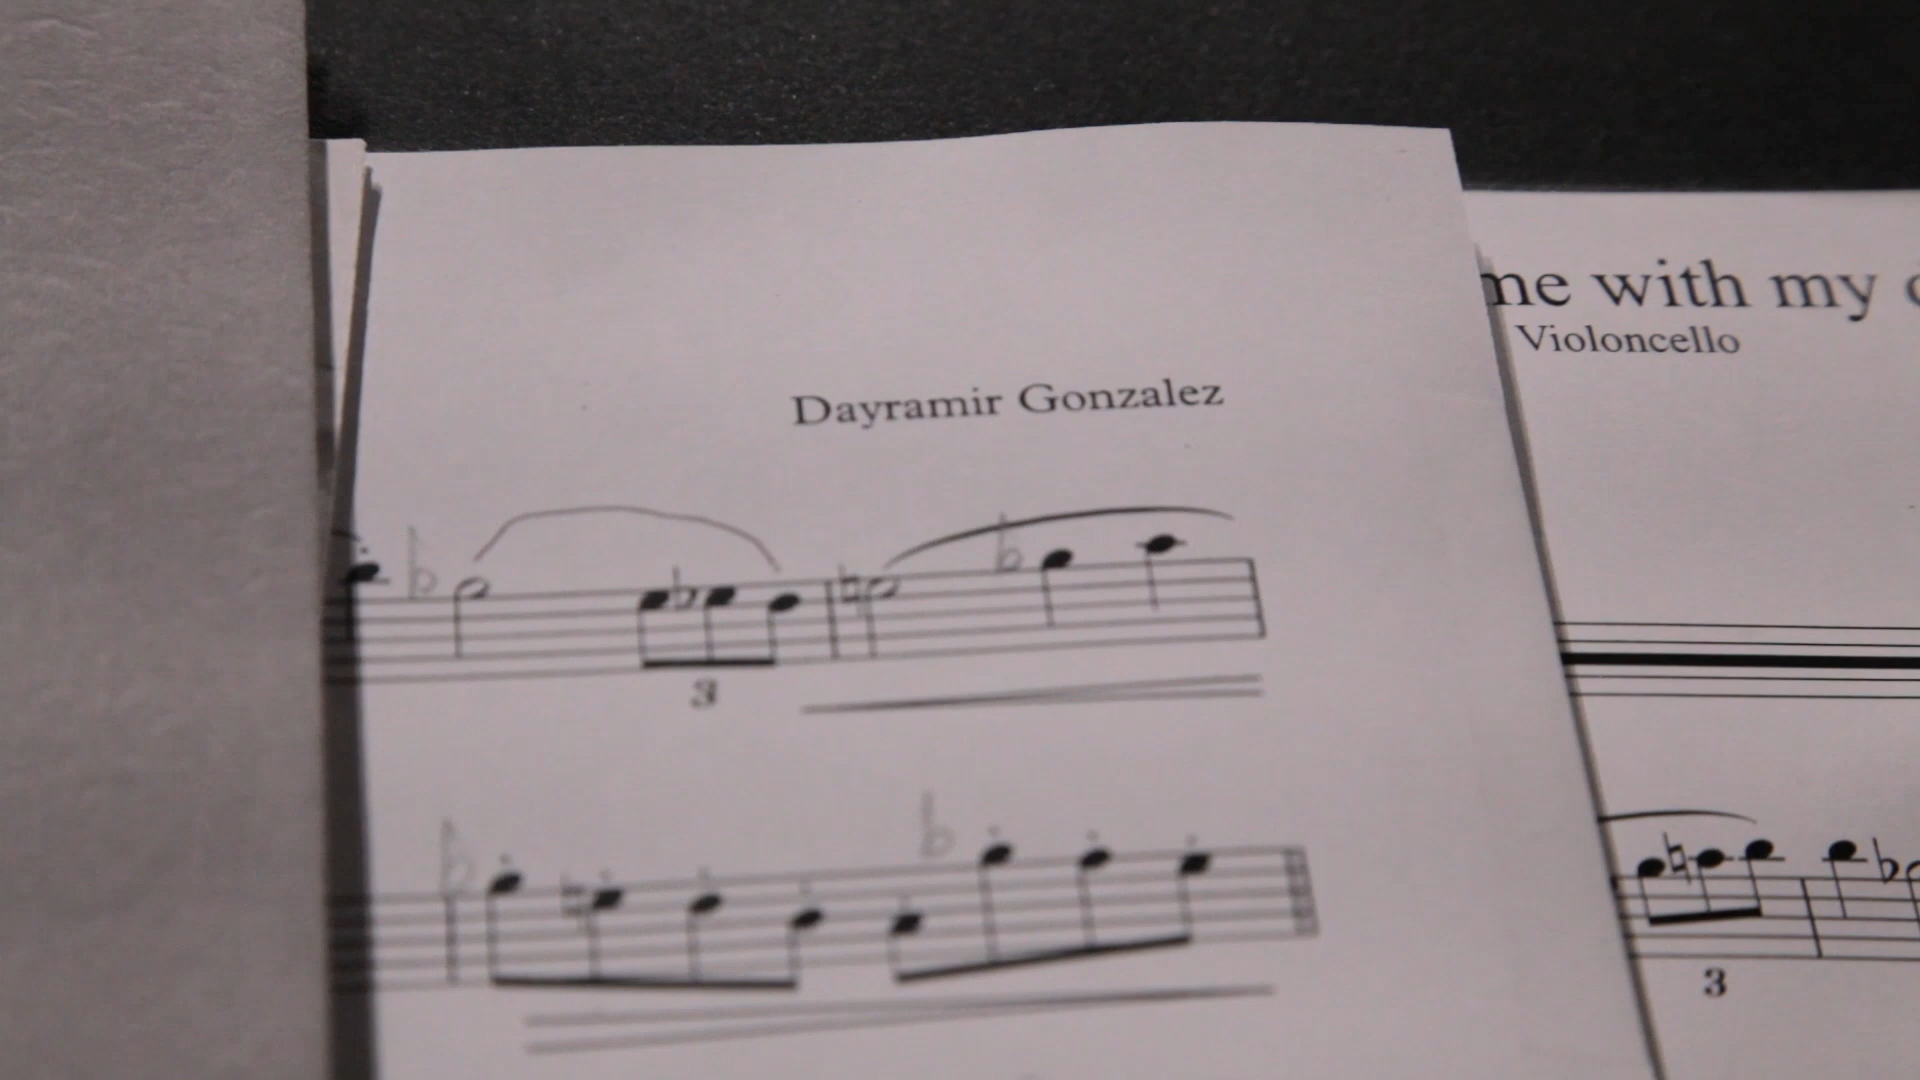 Dayramir Gonzalez
3
me with my
Violoncello
3